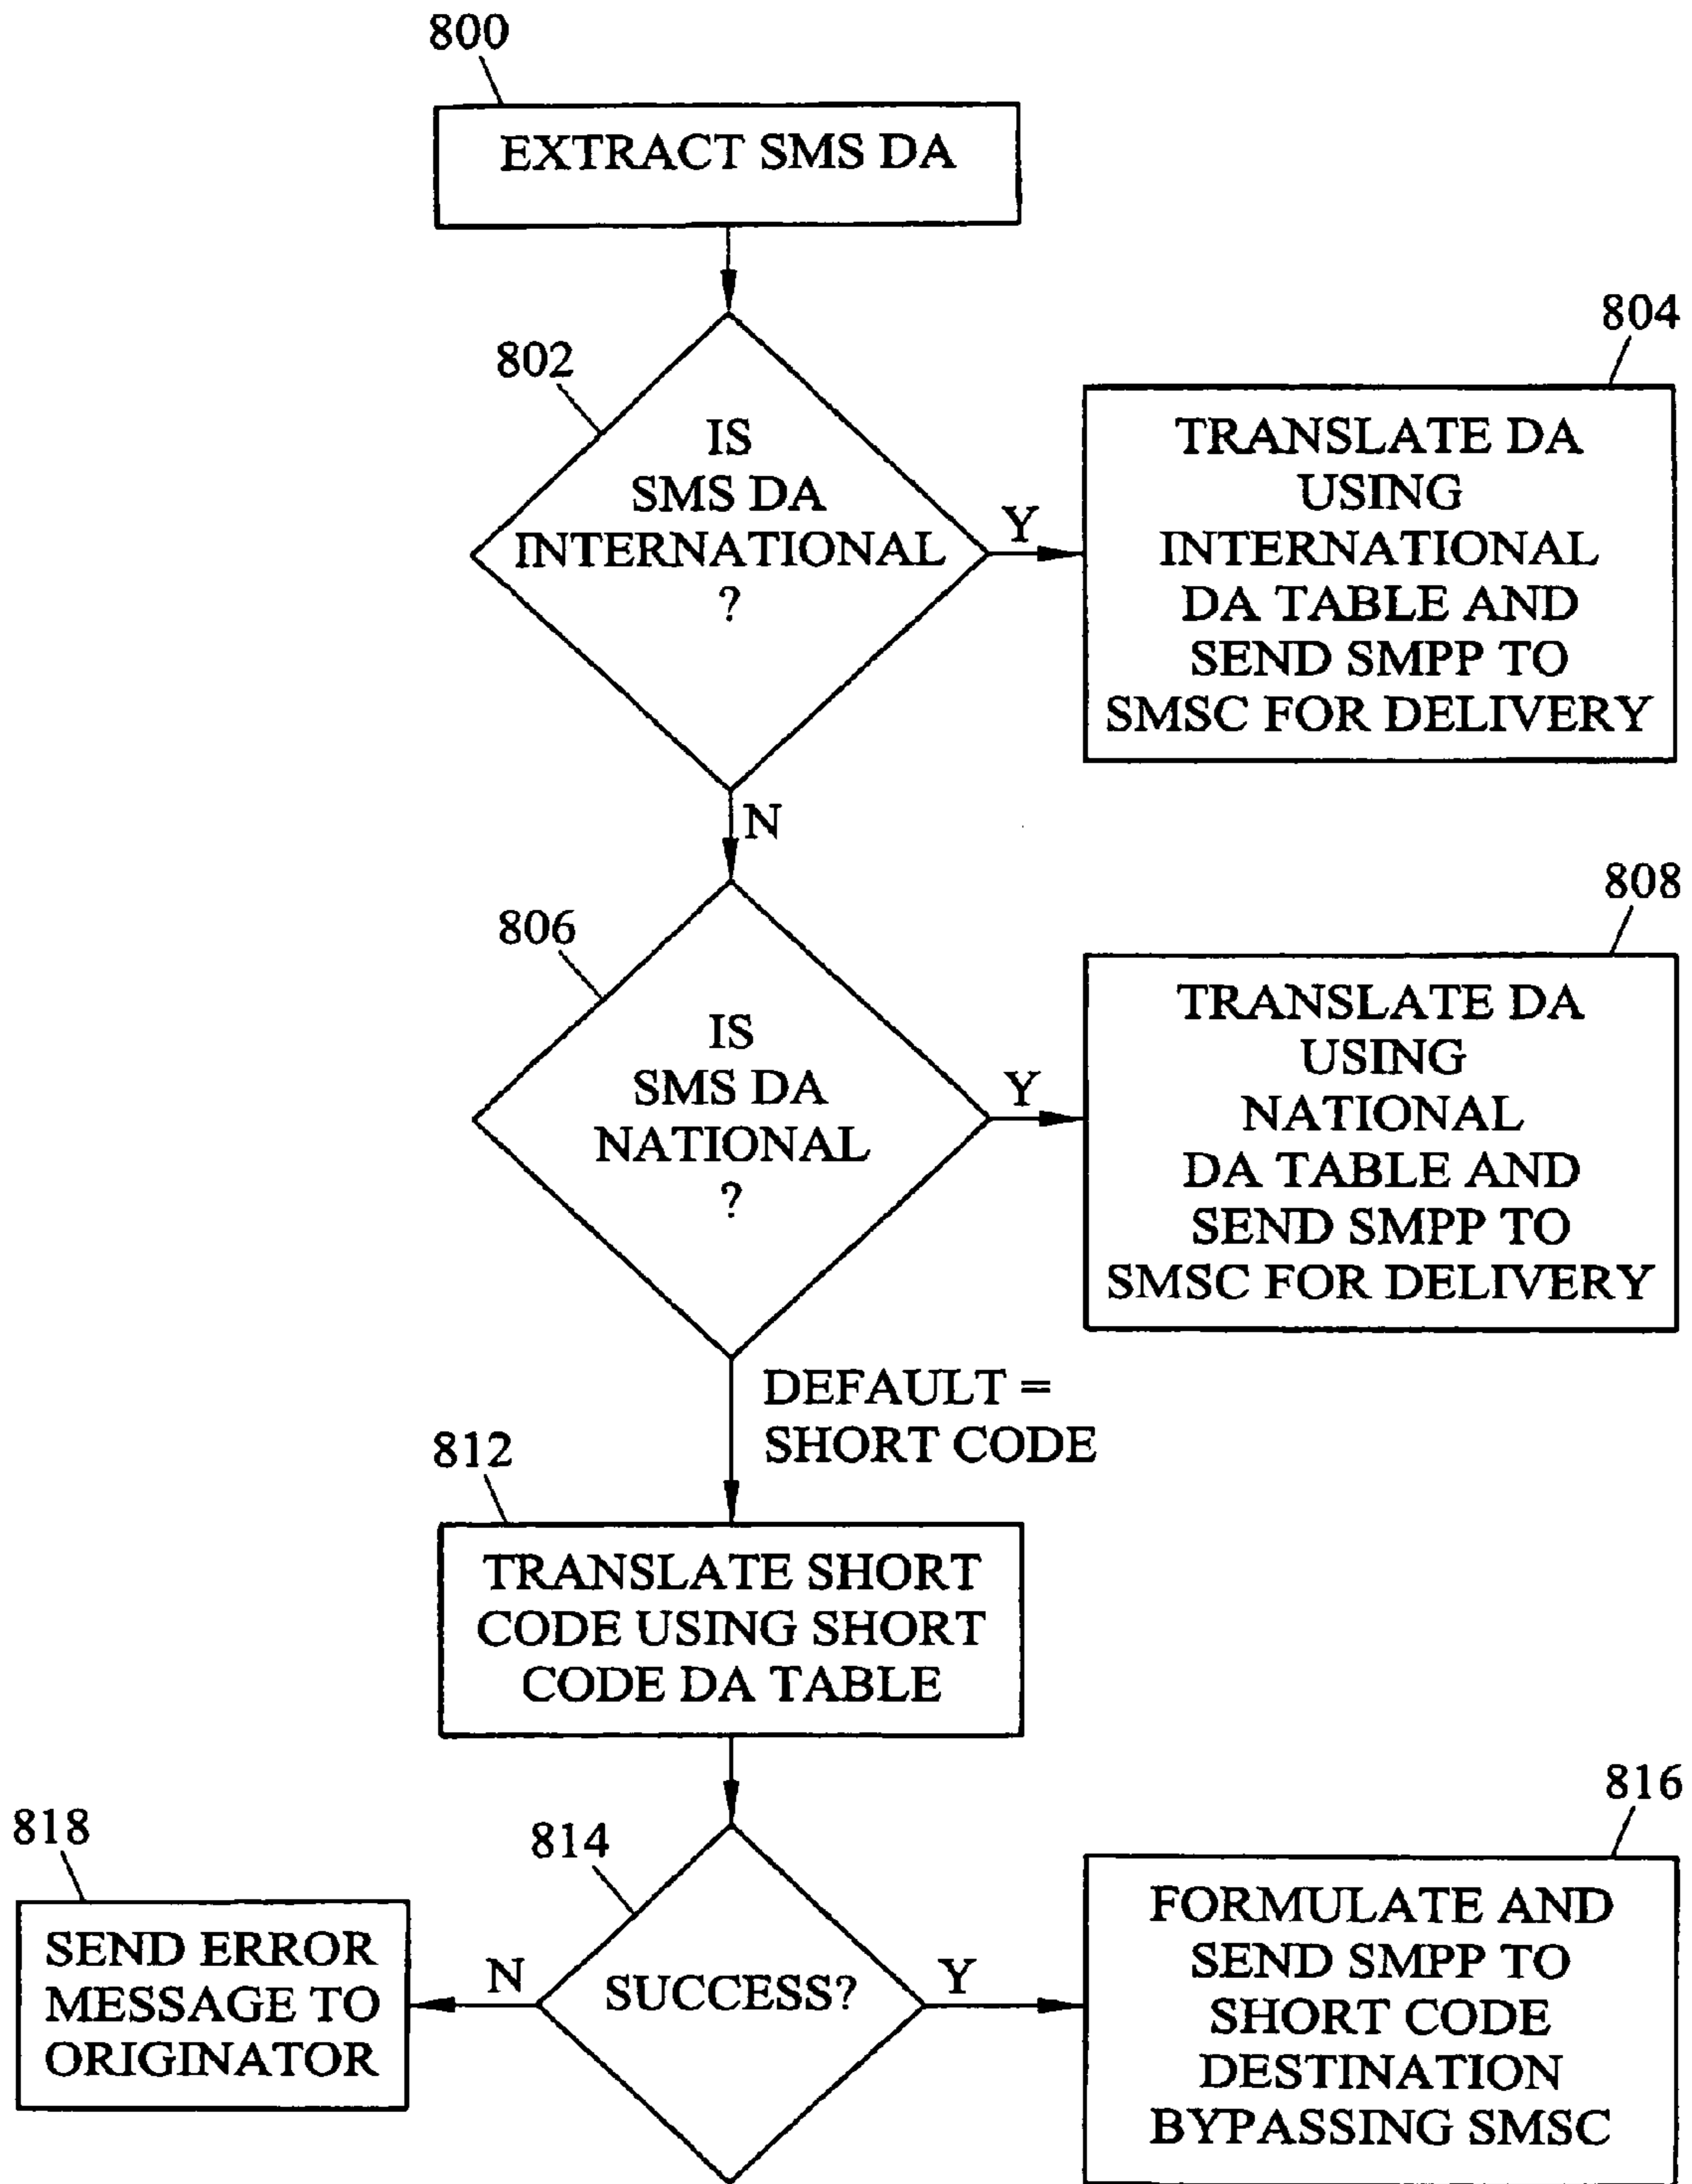 800
EXTRACT SMS DA
802
IS
SMS DA
INTERNATIONAL
?
Y
804
TRANSLATE DA
USING
INTERNATIONAL
DA TABLE AND
SEND SMPP TO
SMSC FOR DELIVERY
N
806
IS
SMS DA
NATIONAL
?
Y
808
TRANSLATE DA
USING
NATIONAL
DA TABLE AND
SEND SMPP TO
SMSC FOR DELIVERY
DEFAULT =
SHORT CODE
812
TRANSLATE SHORT
CODE USING SHORT
CODE DA TABLE
814
SUCCESS?
N
818
SEND ERROR
MESSAGE TO
ORIGINATOR
Y
816
FORMULATE AND
SEND SMPP TO
SHORT CODE
DESTINATION
BYPASSING SMSC